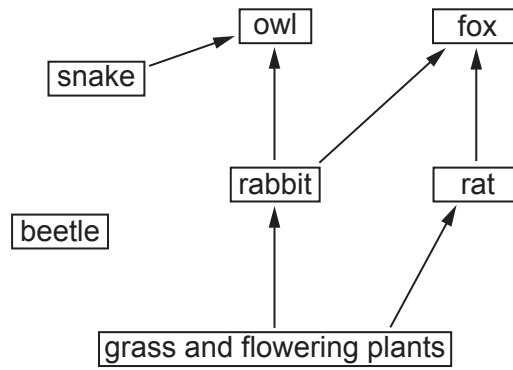 owl
fox
snake
rabbit
rat
beetle
grass and flowering plants